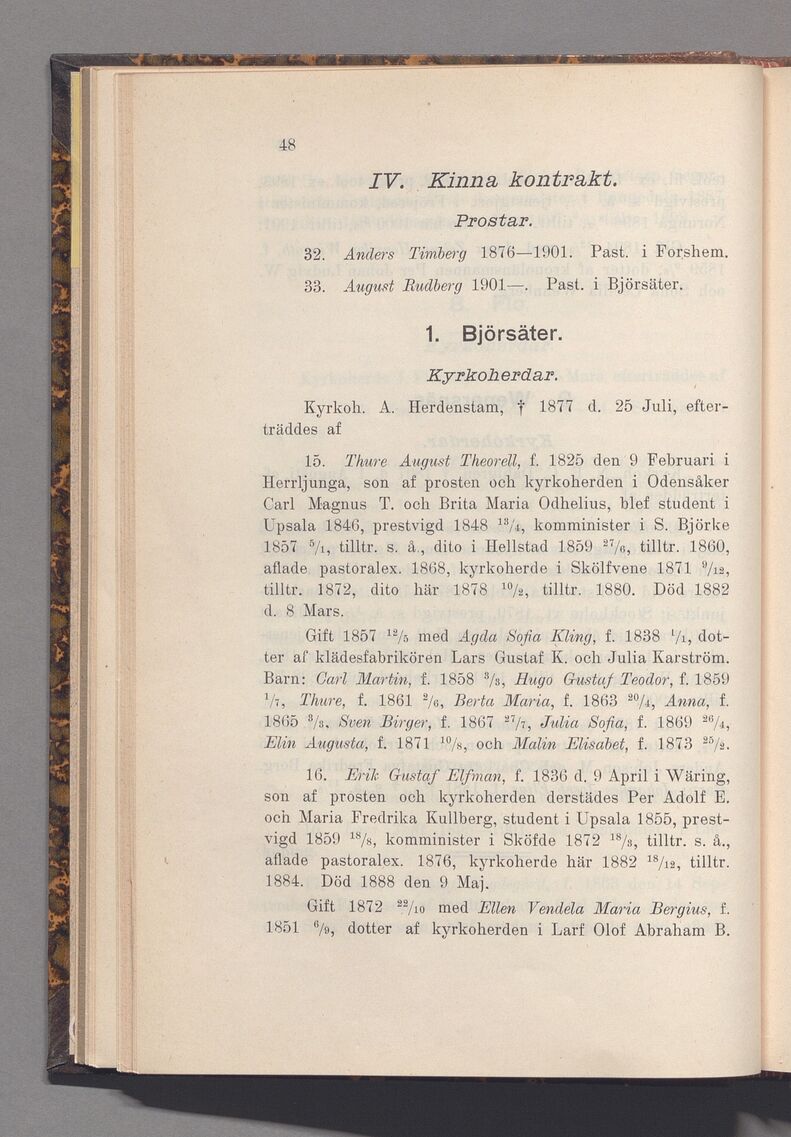 48
IV. Kinna kontrakt.
Prostar.
32. Anders Timberg 1876—1901. Past. i Forshem.
33. August Rudberg 1901—. Past. i Björsäter.
1. Björsäter.
Kyrkoherdar.
Kyrkoh. A. Herdenstam, † 1877 d. 25 Juli, efter-
träddes af
15. Thure August Theorell, f. 1825 den 9 Februari i
Herrljunga, son af prosten och kyrkoherden i Odensåker
Carl Magnus T. och Brita Maria Odhelius, blef student i
Upsala 1846, prestvigd 1848 13/4, komminister i S. Björke
1857 5/1, tilltr. s. å., dito i Hellstad 1859 27/6, tilltr. 1860,
aflade pastoralex. 1868, kyrkoherde i Skölfvene 1871 9/12,
tilltr. 1872, dito här 1878 10/2, tilltr. 1880. Död 1882
d. 8 Mars.
Gift 1857 12/5 med Agda Sofia Kling, f. 1838 1/1, dot-
ter af klädesfabrikören Lars Gustaf K. och Julia Karström.
Barn: Carl Martin, f. 1858 3/3, Hugo Gustaf Teodor, f. 1859
1/7, Thure, f. 1861 2/6, Berta Maria, f. 1863 20/4, Anna, f.
1865 3/3, Sven Birger, f. 1867 27/7, Julia Sofia, f. 1869 26/4,
Elin Augusta, f. 1871 10/8, och Malin Elisabet, f. 1873 25/2.
16. Erik Gustaf Elfman, f. 1836 d. 9 April i Wäring,
son af prosten och kyrkoherden derstädes Per Adolf E.
och Maria Fredrika Kullberg, student i Upsala 1855, prest-
vigd 1859 18/8, komminister i Sköfde 1872 18/3, tilltr. s. å.,
aflade pastoralex. 1876, kyrkoherde här 1882 18/12, tilltr.
1884. Död 1888 den 9 Maj.
Gift 1872 22/10 med Ellen Vendela Maria Bergius, f.
1851 6/9, dotter af kyrkoherden i Larf Olof Abraham B.